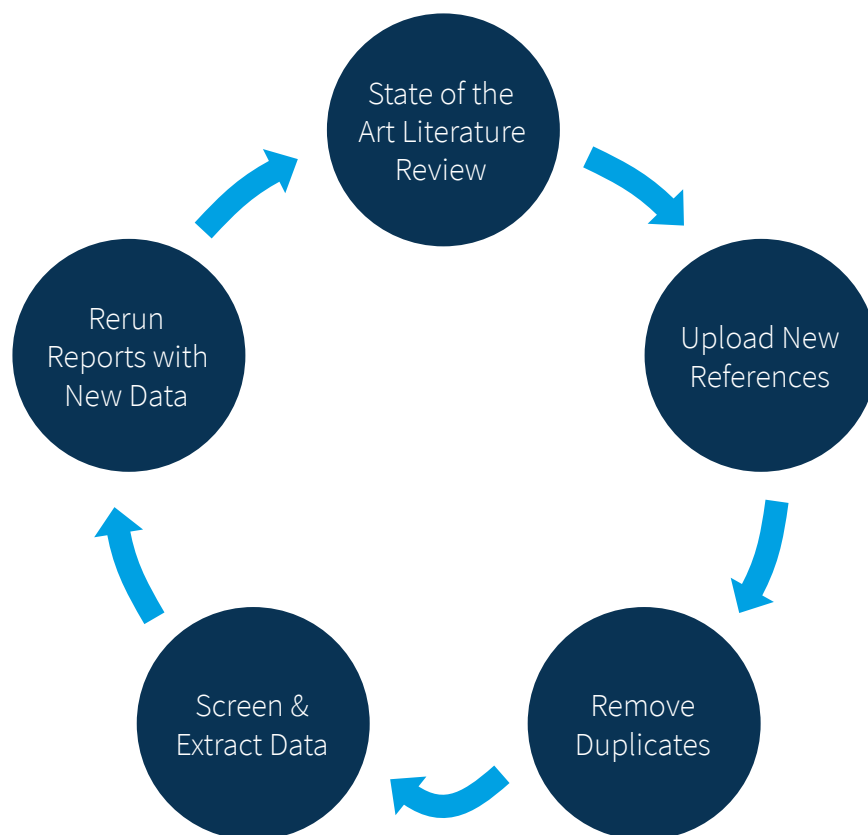 State of the
Art Literature
Review
Upload New
References
Remove
Duplicates
Screen &
Extract Data
Rerun
Reports with
New Data